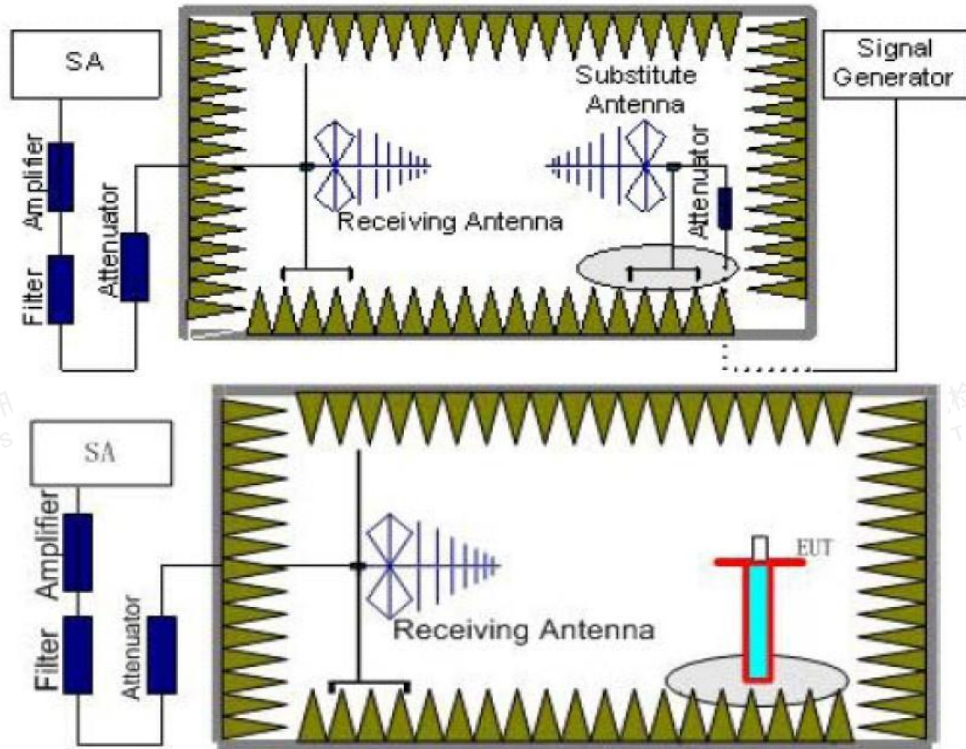 SA
Amplifier
Filter
Attenuator
Receiving Antenna
Substitute
Antenna
Attenuator
Signal
Generator
SA
Amplifier
Filter
Attenuator
Receiving Antenna
EUT